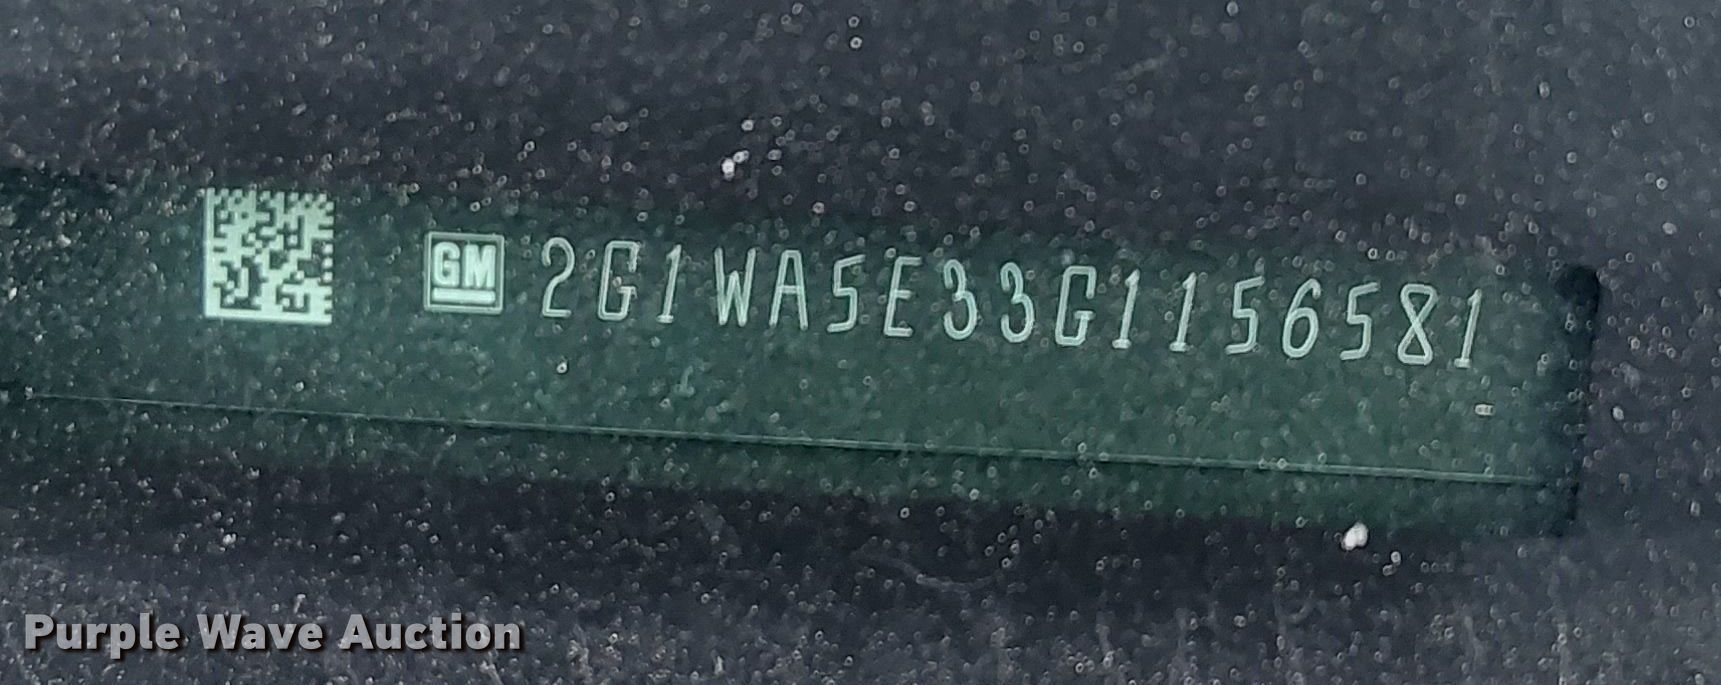 GM 2G1WA5E33G1156581
Purple Wave Auction